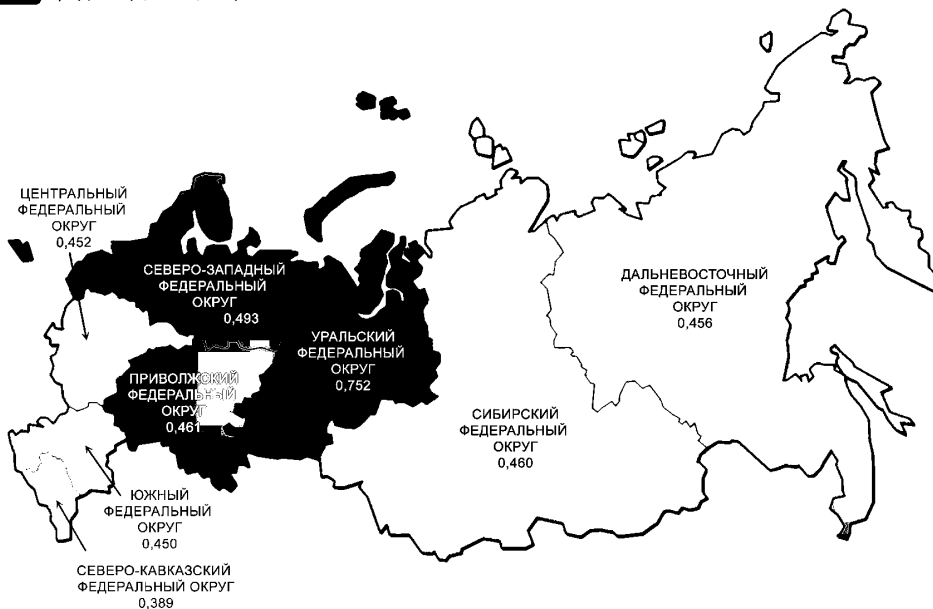 ЦЕНТРАЛЬНЫЙ
ФЕДЕРАЛЬНЫЙ
ОКРУГ
0,452
СЕВЕРО-ЗАПАДНЫЙ
ФЕДЕРАЛЬНЫЙ
ОКРУГ
0,493
УРАЛЬСКИЙ
ФЕДЕРАЛЬНЫЙ
ОКРУГ
0,752
ПРИВОЛЖСКИЙ
ФЕДЕРАЛЬНЫЙ
ОКРУГ
0,461
ДАЛЬНЕВОСТОЧНЫЙ
ФЕДЕРАЛЬНЫЙ
ОКРУГ
0,456
СИБИРСКИЙ
ФЕДЕРАЛЬНЫЙ
ОКРУГ
0,460
ЮЖНЫЙ
ФЕДЕРАЛЬНЫЙ
ОКРУГ
0,450
СЕВЕРО-КАВКАЗСКИЙ
ФЕДЕРАЛЬНЫЙ ОКРУГ
0,389